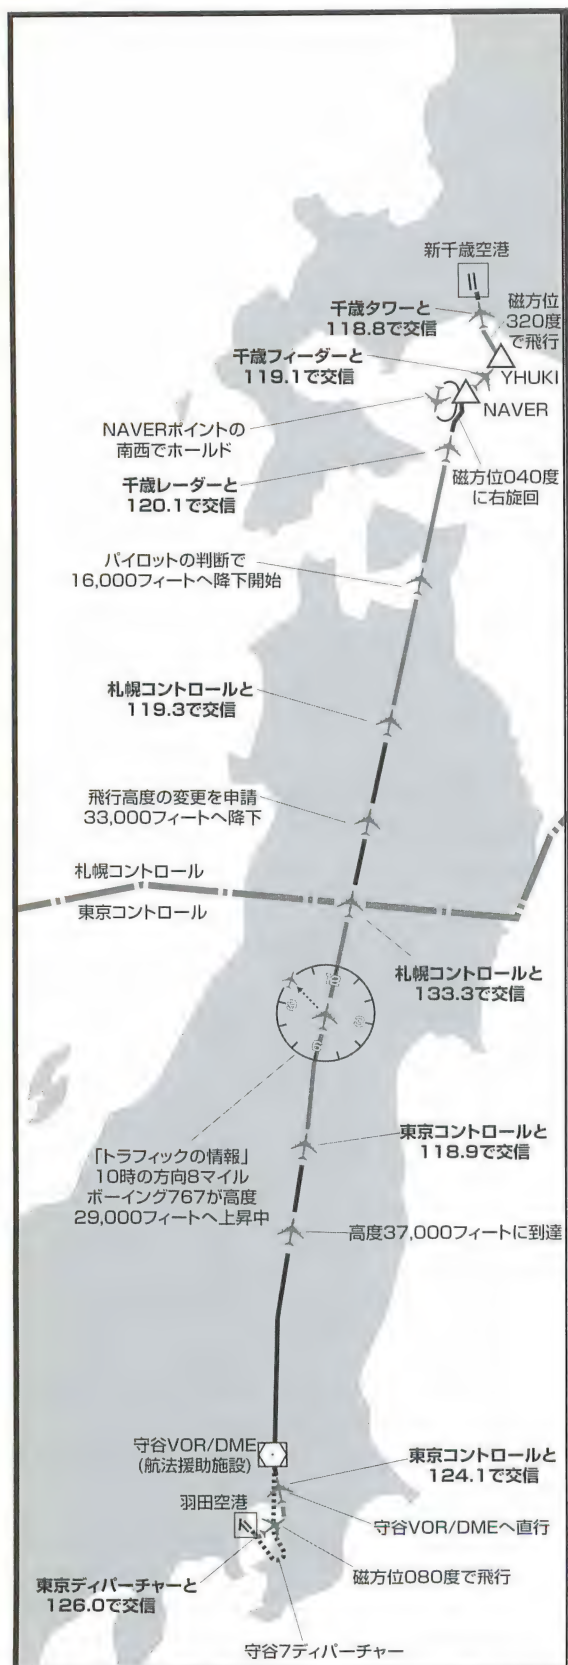 新千歳空港
千歳タワーと
118.8で交信
磁方位
320度
で飛行
千歳フィーダーと
119.1で交信
YHUKI
NAVER
NAVERポイントの
南西でホールド
千歳レーダーと
120.1で交信
磁方位040度
に右旋回
パイロットの判断で
16,000フィートへ降下開始
札幌コントロールと
119.3で交信
飛行高度の変更を申請
33,000フィートへ降下
札幌コントロール
東京コントロール
札幌コントロールと
133.3で交信
東京コントロールと
118.9で交信
「トラフィックの情報」
10時の方向8マイル
ボーイング767が高度
29,000フィートへ上昇中
高度37,000フィートに到達
守谷VOR/DME
(航法援助施設)
東京コントロールと
124.1で交信
羽田空港
守谷VOR/DMEへ直行
東京ディパーチャーと
126.0で交信
磁方位080度で飛行
守谷7ディパーチャー